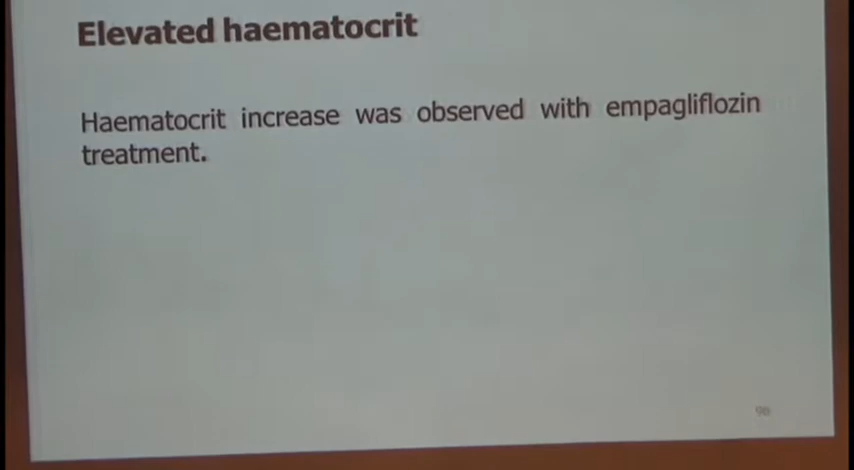 Elevated haematocrit
Haematocrit increase was observed with empagliflozin
treatment.